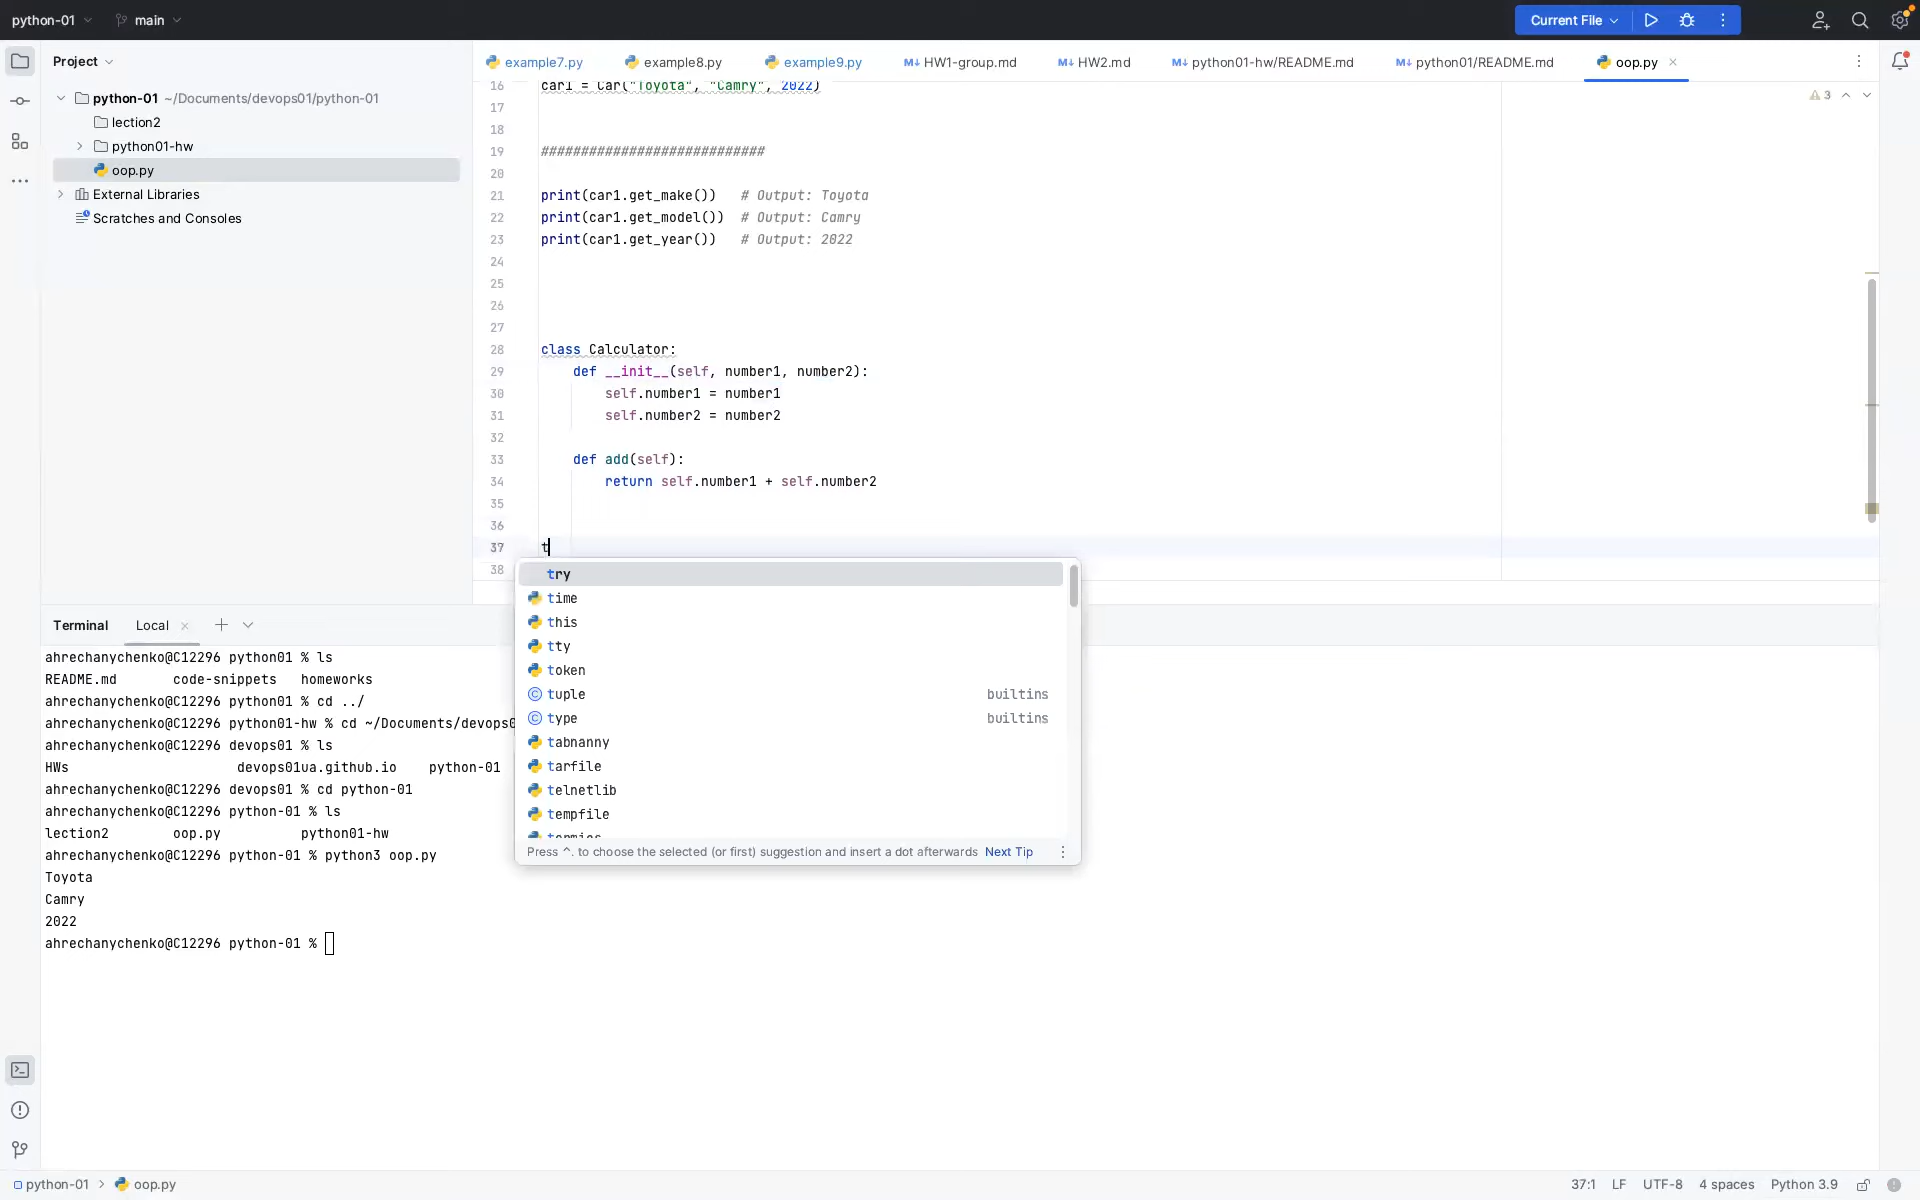 python-01
main
Current File
Project
example7.py
example8.py
example9.py
HW1-group.md
HW2.md
python01-hw/README.md
python01/README.md
oop.py
python-01 ~/Documents/devops01/python-01
lection2
python01-hw
oop.py
External Libraries
Scratches and Consoles
3
16 car1 = Car("Toyota", "Camry", 2022)
17
18
19 ############################
20
21 print(car1.get_make())   # Output: Toyota
22 print(car1.get_model())  # Output: Camry
23 print(car1.get_year())   # Output: 2022
24
25
26
27
28 class Calculator:
29     def __init__(self, number1, number2):
30         self.number1 = number1
31         self.number2 = number2
32
33     def add(self):
34         return self.number1 + self.number2
35
36
37 t
38
try
time
this
tty
token
tuple builtins
type builtins
tabnanny
tarfile
telnetlib
tempfile
termios
Press ^. to choose the selected (or first) suggestion and insert a dot afterwards Next Tip
Terminal
Local
ahrechanychenko@C12296 python01 % ls
README.md       code-snippets   homeworks
ahrechanychenko@C12296 python01 % cd ../
ahrechanychenko@C12296 python01-hw % cd ~/Documents/devops0
ahrechanychenko@C12296 devops01 % ls
HWs                     devops01ua.github.io    python-01
ahrechanychenko@C12296 devops01 % cd python-01
ahrechanychenko@C12296 python-01 % ls
lection2        oop.py          python01-hw
ahrechanychenko@C12296 python-01 % python3 oop.py
Toyota
Camry
2022
ahrechanychenko@C12296 python-01 %
python-01
oop.py
37:1
LF
UTF-8
4 spaces
Python 3.9